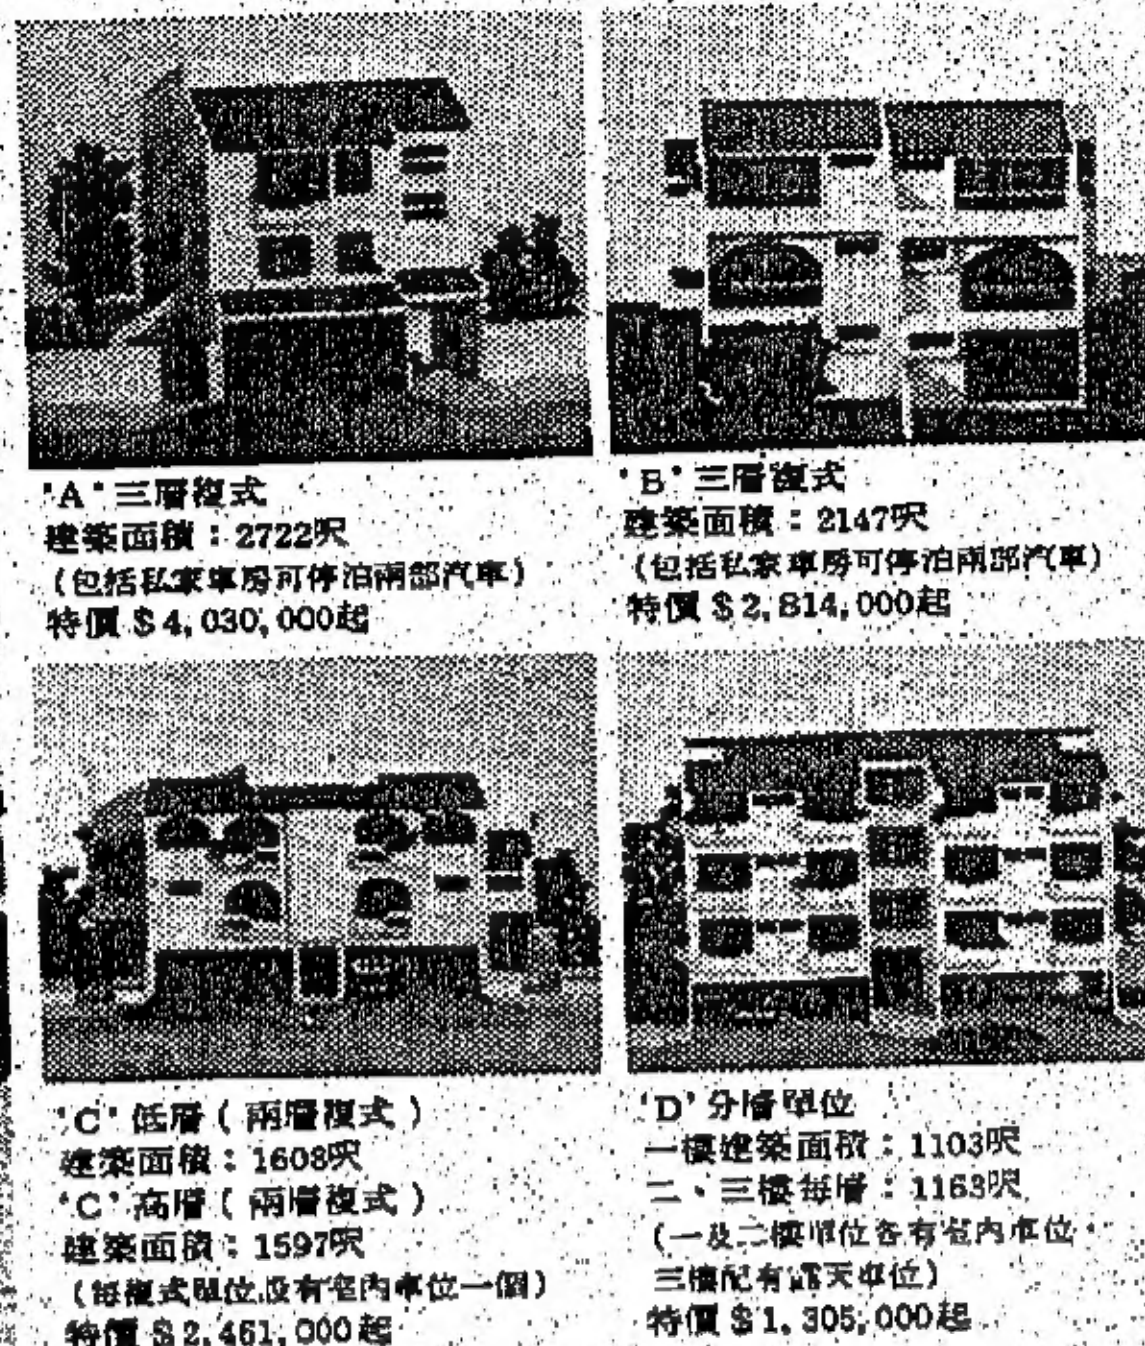 'A' 三層複式
建築面積：2722呎
(包括私家車房可停泊兩部汽車)
特價 $4,030,000起
'B' 三層複式
建築面積：2147呎
(包括私家車房可停泊兩部汽車)
特價 $2,814,000起
'C' 低層 ( 兩層複式 )
建築面積：1608呎
'C' 高層 ( 兩層複式 )
建築面積：1597呎
(每複式單位設有宅內車位一個)
特價 $2,461,000起
'D' 分層單位
一樓建築面積：1103呎
二、三樓每層：1163呎
(一及二樓單位各有宅內車位
三樓配有露天車位)
特價 $1,305,000起